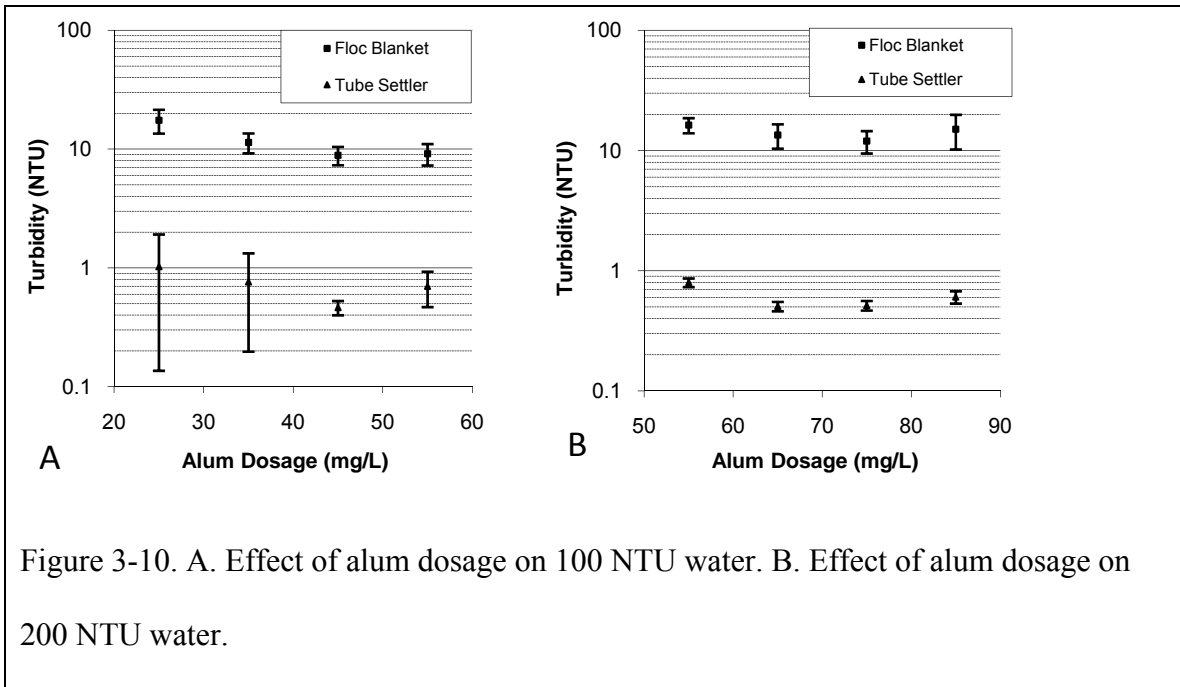 100
10
1
0.1
Turbidity (NTU)
Floc Blanket
Tube Settler
20 30 40 50 60
A
Alum Dosage (mg/L)
100
10
1
0.1
Turbidity (NTU)
Floc Blanket
Tube Settler
50 60 70 80 90
B
Alum Dosage (mg/L)
Figure 3-10. A. Effect of alum dosage on 100 NTU water. B. Effect of alum dosage on
200 NTU water.